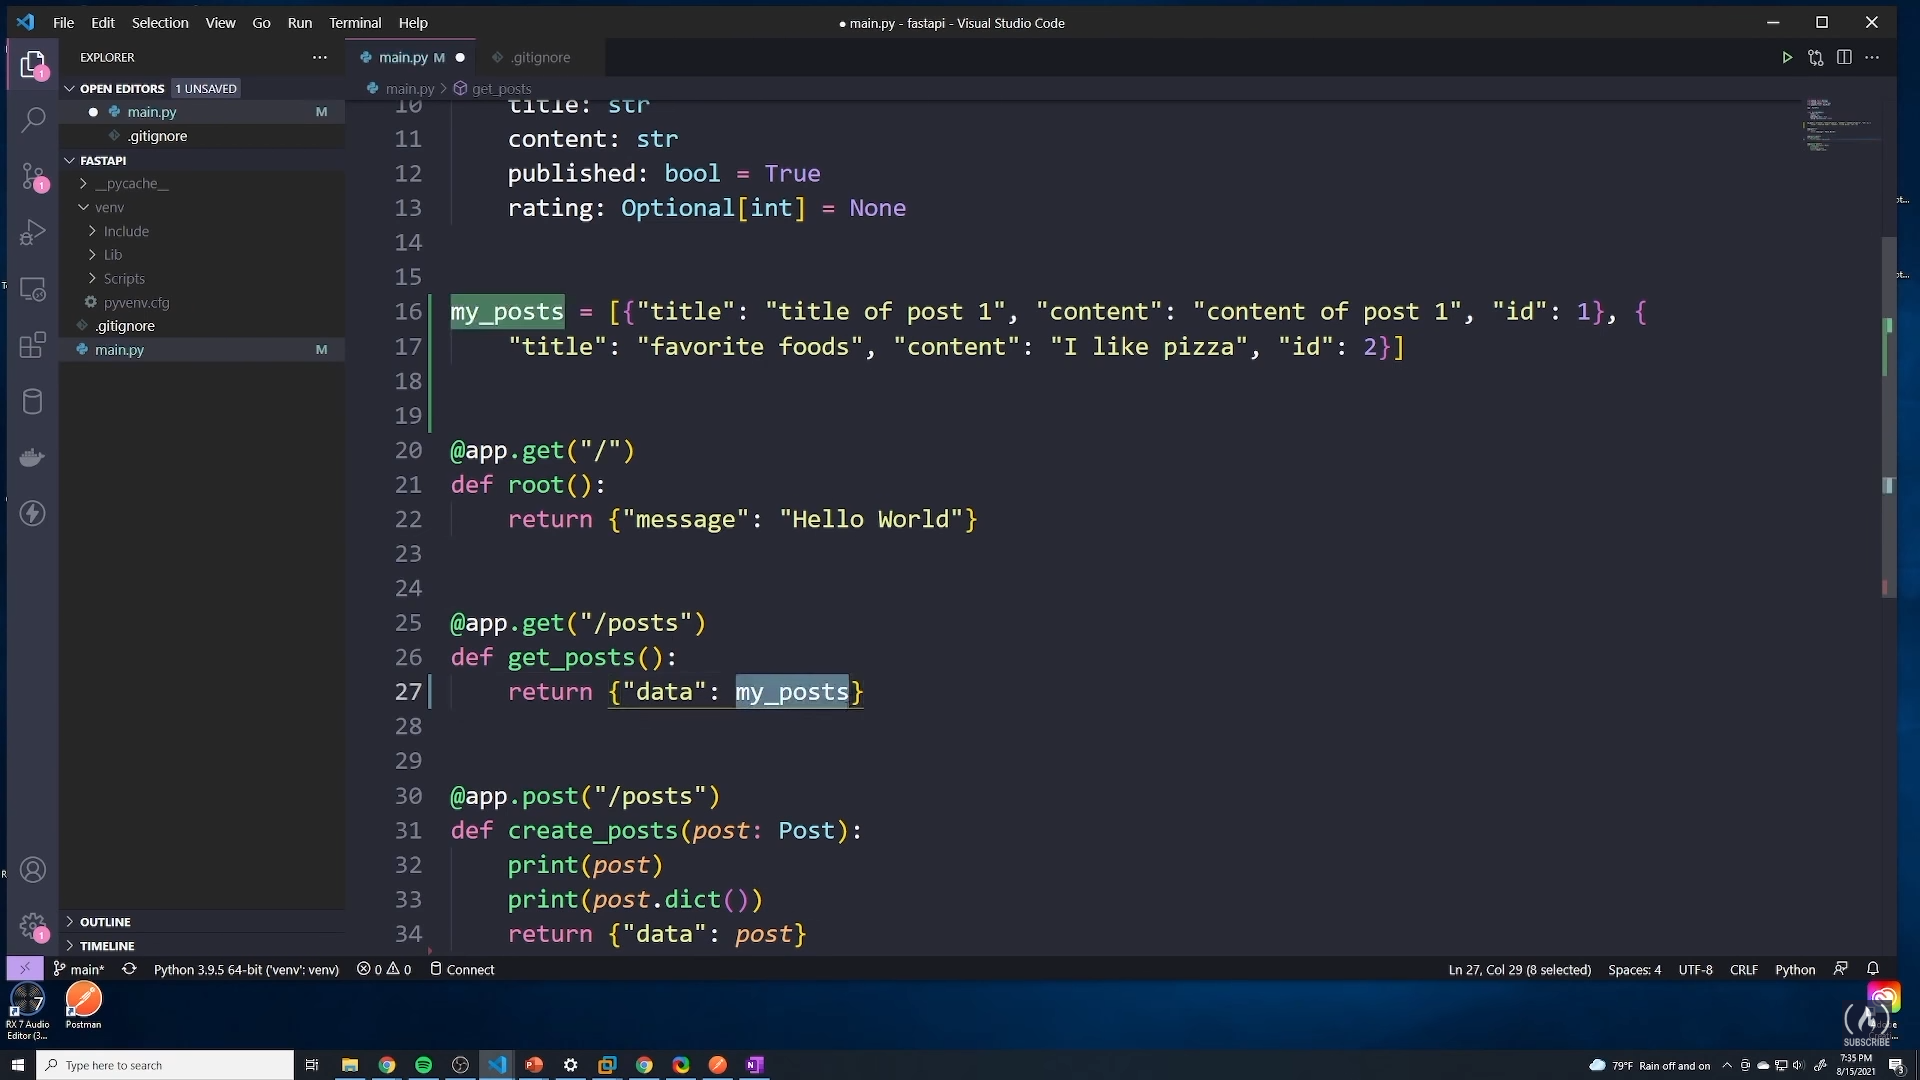 File Edit Selection View Go Run Terminal Help
● main.py - fastapi - Visual Studio Code
EXPLORER
main.py M
.gitignore
OPEN EDITORS 1 UNSAVED
main.py M
.gitignore
FASTAPI
__pycache__
venv
Include
Lib
Scripts
pyvenv.cfg
.gitignore
main.py M
OUTLINE
TIMELINE
main.py > get_posts
10 title: str
11 content: str
12 published: bool = True
13 rating: Optional[int] = None
14
15
16 my_posts = [{"title": "title of post 1", "content": "content of post 1", "id": 1}, {
17 "title": "favorite foods", "content": "I like pizza", "id": 2}]
18
19
20 @app.get("/")
21 def root():
22 return {"message": "Hello World"}
23
24
25 @app.get("/posts")
26 def get_posts():
27 return {"data": my_posts}
28
29
30 @app.post("/posts")
31 def create_posts(post: Post):
32 print(post)
33 print(post.dict())
34 return {"data": post}
main* Python 3.9.5 64-bit ('venv': venv) 0 0 Connect
Ln 27, Col 29 (8 selected) Spaces: 4 UTF-8 CRLF Python
RX 7 Audio
Editor (3...
Postman
SUBSCRIBE
Type here to search
79°F Rain off and on
7:35 PM
8/15/2021